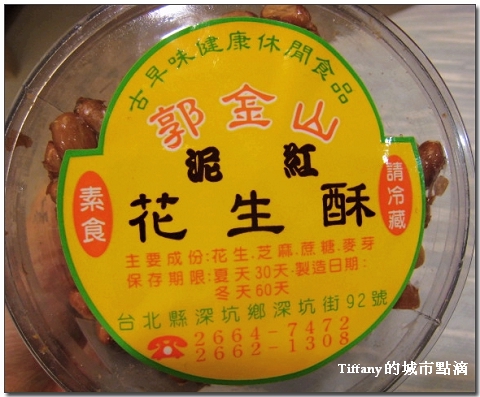 古早味健康休閒食品
郭金山
泥 紅
素食
花生酥
請冷藏
主要成份:花生.芝麻.蔗糖.麥芽
保存期限:夏天30天-製造日期:
冬天60天
台北縣深坑鄉深坑街92號
2664-7472
2662-1308
Tiffany的城市點滴